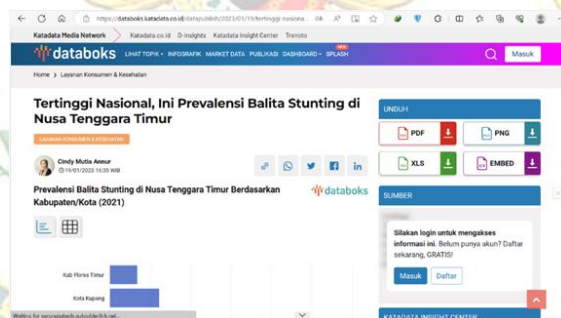 https://databoks.katadata.co.id/datapublish/2023/01/19/tertinggi-nasiona...
Katadata Media Network
Katadata.co.id D-Insights Katadata Insight Center Trenoto
databoks
LIHAT TOPIK INFOGRAFIK MARKET DATA PUBLIKASI DASHBOARD SPLASH
NEW
Masuk
Home > Layanan Konsumen & Kesehatan
Tertinggi Nasional, Ini Prevalensi Balita Stunting di
Nusa Tenggara Timur
LAYANAN KONSUMEN & KESEHATAN
Cindy Mutia Annur
16:35 WIB
Prevalensi Balita Stunting di Nusa Tenggara Timur Berdasarkan
Kabupaten/Kota (2021)
databoks
Kab Flores Timur
Kota Kupang
UNDUH
PDF
PNG
XLS
EMBED
SUMBER
Silakan login untuk mengakses
informasi ini. Belum punya akun? Daftar
sekarang, GRATIS!
Masuk
Daftar
KATADATA INSIGHT CENTER